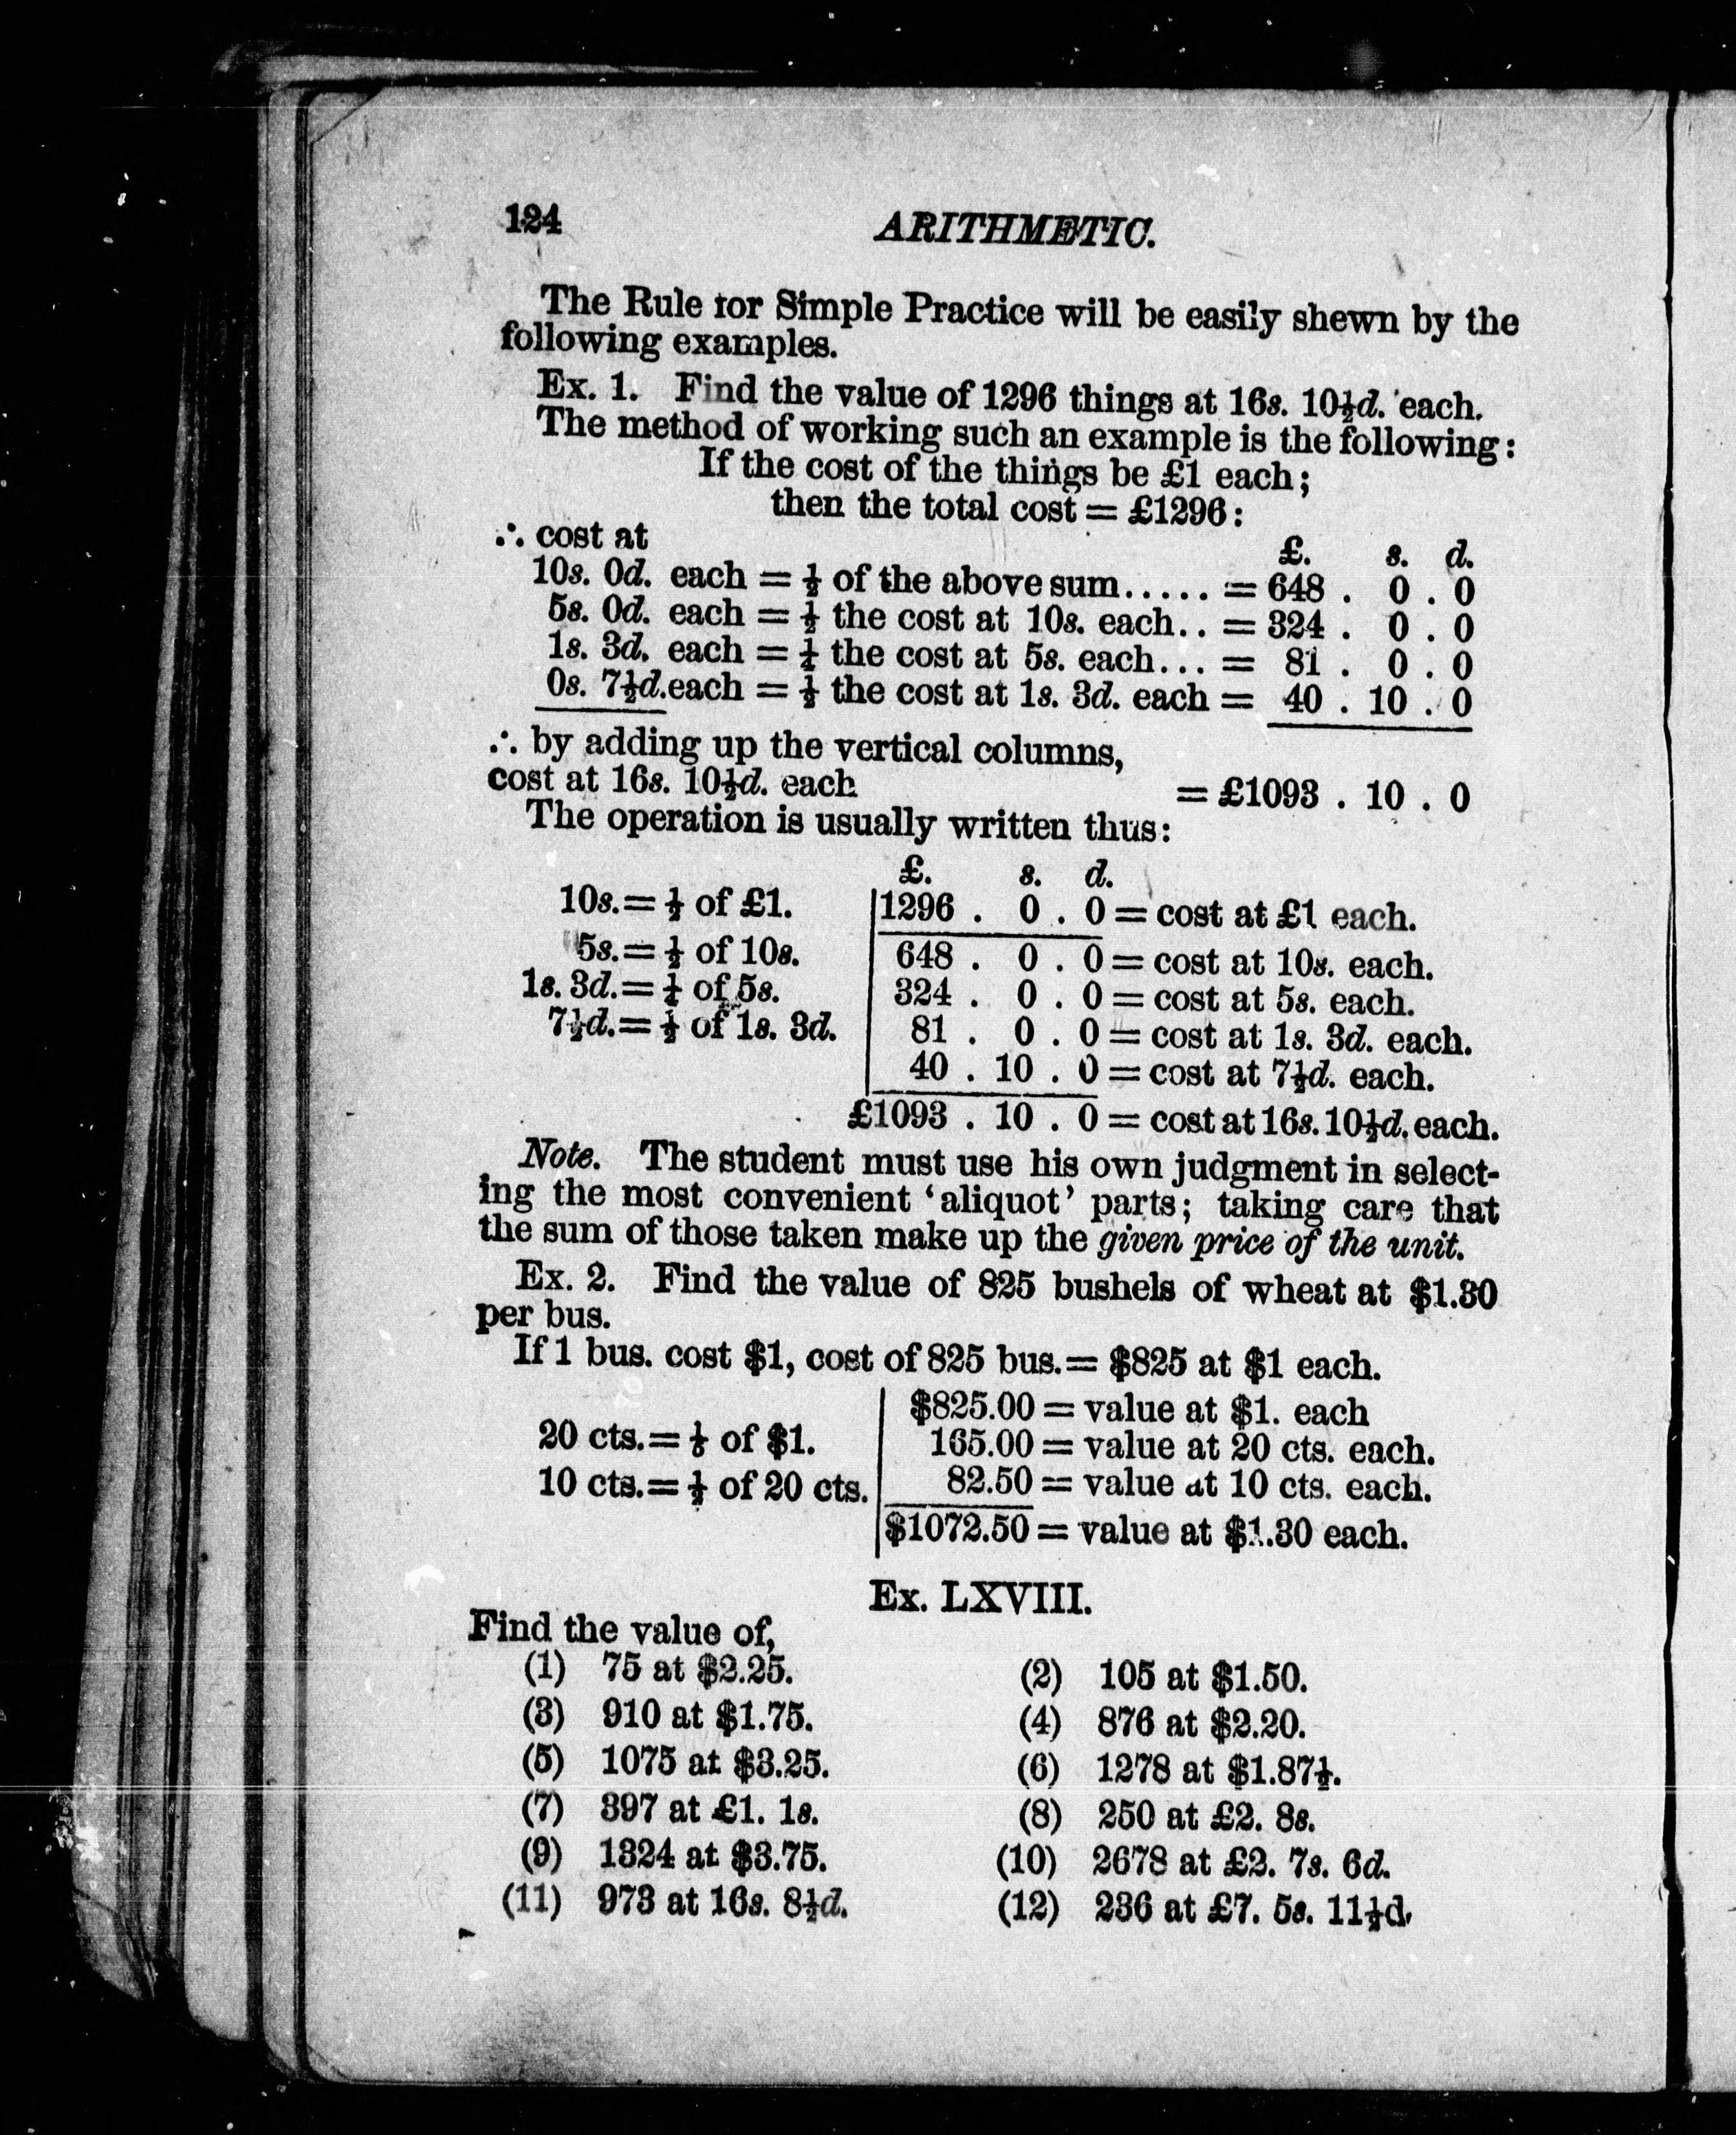 124 ARITHMETIC.
The Rule for Simple Practice will be easily shewn by the
following examples.
Ex. 1. Find the value of 1296 things at 16s. 10½d. each.
The method of working such an example is the following:
If the cost of the things be £1 each;
then the total cost = £1296:
∴ cost at £. s. d.
10s. 0d. each = ½ of the above sum..... = 648 . 0 . 0
5s. 0d. each = ½ the cost at 10s. each.. = 324 . 0 . 0
1s. 3d. each = ¼ the cost at 5s. each... = 81 . 0 . 0
0s. 7½d. each = ½ the cost at 1s. 3d. each = 40 . 10 . 0
∴ by adding up the vertical columns,
cost at 16s. 10½d. each = £1093 . 10 . 0
The operation is usually written thus:
£. s. d.
10s. = ½ of £1. 1296 . 0 . 0 = cost at £1 each.
5s. = ½ of 10s. 648 . 0 . 0 = cost at 10s. each.
1s. 3d. = ¼ of 5s. 324 . 0 . 0 = cost at 5s. each.
7½d. = ½ of 1s. 3d. 81 . 0 . 0 = cost at 1s. 3d. each.
40 . 10 . 0 = cost at 7½d. each.
£1093 . 10 . 0 = cost at 16s. 10½d. each.
Note. The student must use his own judgment in select-
ing the most convenient ‘aliquot’ parts; taking care that
the sum of those taken make up the given price of the unit.
Ex. 2. Find the value of 825 bushels of wheat at $1.30
per bus.
If 1 bus. cost $1, cost of 825 bus. = $825 at $1 each.
$825.00 = value at $1. each
20 cts. = ⅕ of $1. 165.00 = value at 20 cts. each.
10 cts. = ½ of 20 cts. 82.50 = value at 10 cts. each.
$1072.50 = value at $1.30 each.
Ex. LXVIII.
Find the value of,
(1) 75 at $2.25. (2) 105 at $1.50.
(3) 910 at $1.75. (4) 876 at $2.20.
(5) 1075 at $3.25. (6) 1278 at $1.87½.
(7) 397 at £1. 1s. (8) 250 at £2. 8s.
(9) 1324 at $3.75. (10) 2678 at £2. 7s. 6d.
(11) 973 at 16s. 8½d. (12) 236 at £7. 5s. 11½d.